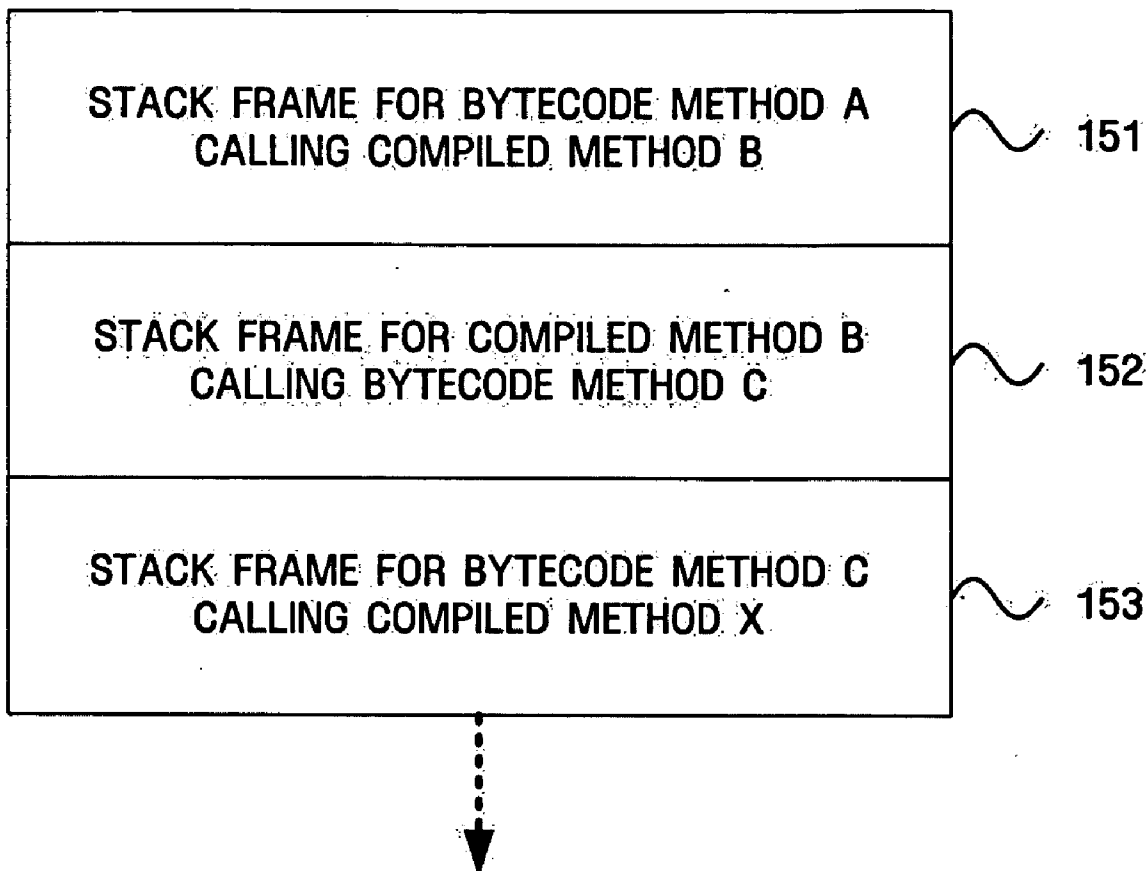 STACK FRAME FOR BYTECODE METHOD A
CALLING COMPILED METHOD B
151
STACK FRAME FOR COMPILED METHOD B
CALLING BYTECODE METHOD C
152
STACK FRAME FOR BYTECODE METHOD C
CALLING COMPILED METHOD X
153